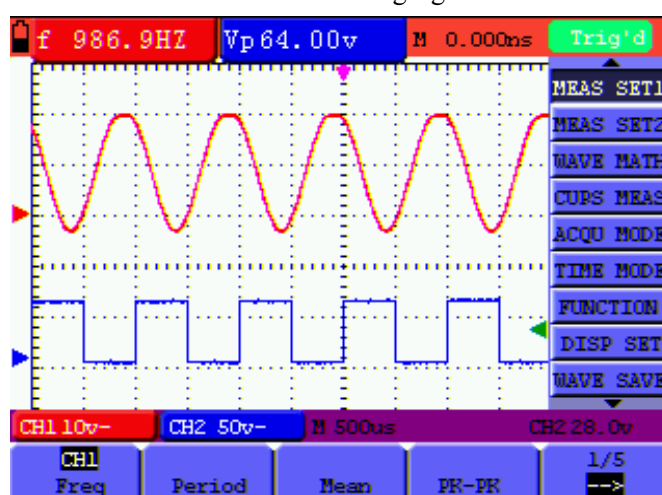 f 986.9HZ Vp64.00v M 0.000ns Trig'd
MEAS SET1
MEAS SET2
WAVE MATH
CUPS MEAS
ACQU MODE
TIME MODE
FUNCTION
DISP SET
WAVE SAVE
CH1 10v- CH2 50v- M 500us CH2 28.0v
CH1 1/5
Freq Period Mean PK-PK -->